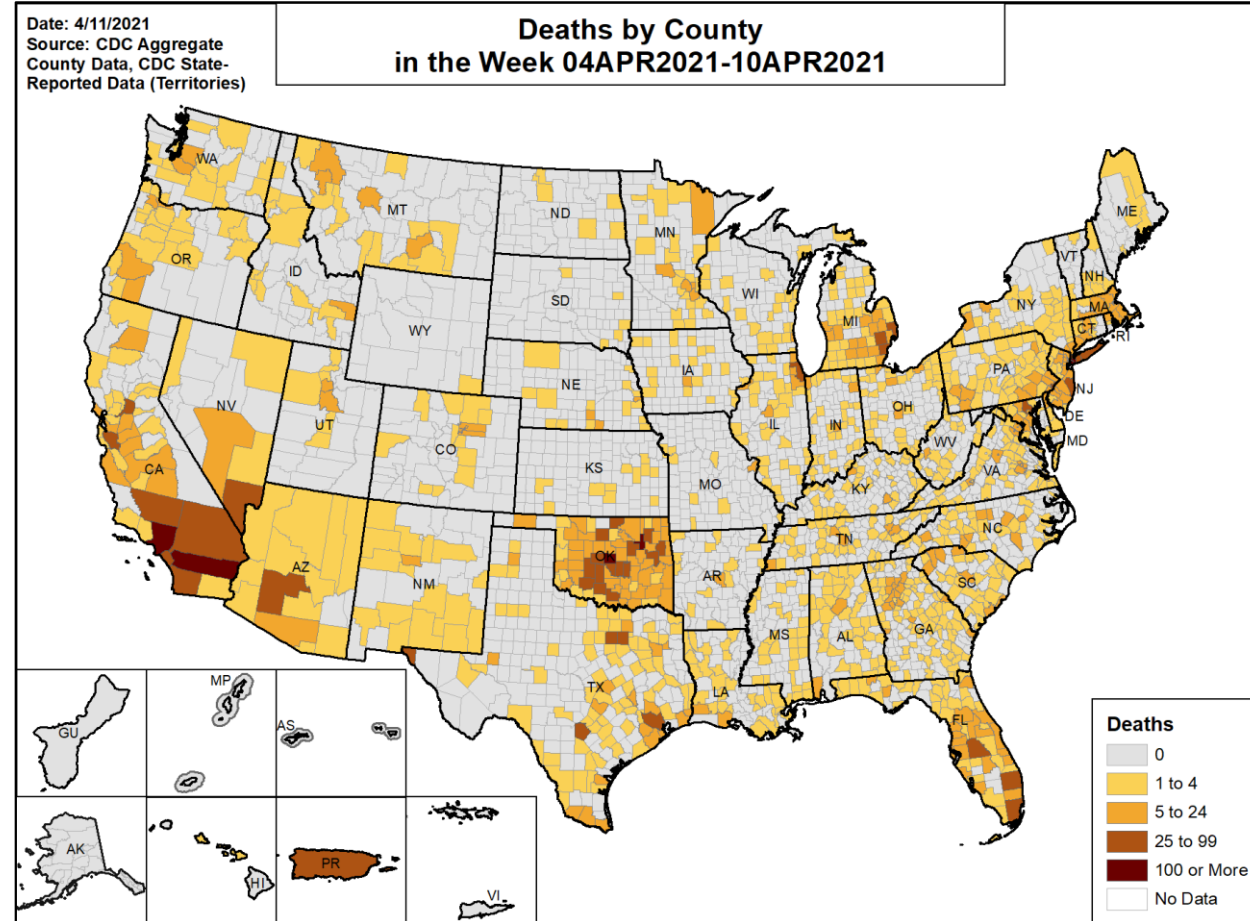 Date: 4/11/2021
Source: CDC Aggregate
County Data, CDC State-
Reported Data (Territories)
Deaths by County
in the Week 04APR2021-10APR2021
WA
MT
ND
MN
ME
OR
ID
SD
WI
MI
VT
NH
NY
MA
CT
RI
WY
IA
NE
PA
NJ
NV
UT
CO
IL
IN
OH
DE
MD
WV
CA
KS
MO
KY
VA
AZ
NM
OK
AR
TN
NC
SC
MS
AL
GA
TX
LA
FL
GU
MP
AS
AK
HI
PR
VI
Deaths
0
1 to 4
5 to 24
25 to 99
100 or More
No Data